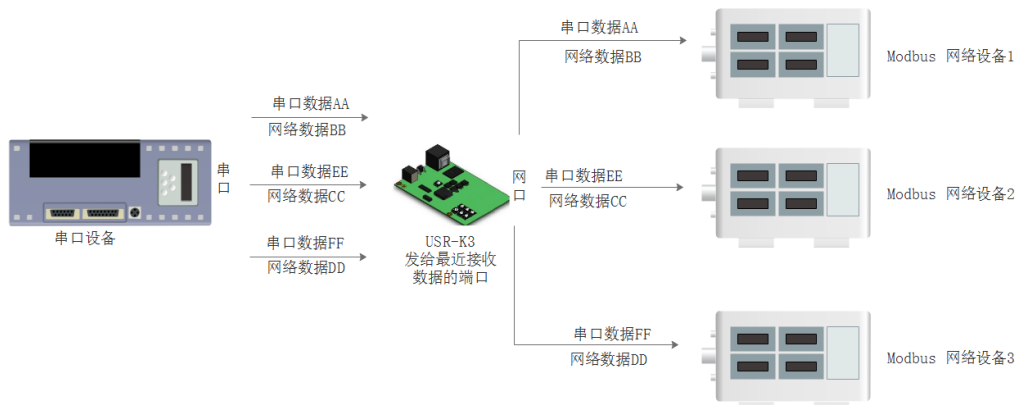 串口数据AA
网络数据BB
Modbus 网络设备1
串口数据AA
网络数据BB
串口
串口数据EE
网络数据CC
网口
串口数据EE
网络数据CC
Modbus 网络设备2
串口设备
串口数据FF
网络数据DD
USR-K3
发给最近接收
数据的端口
串口数据FF
网络数据DD
Modbus 网络设备3